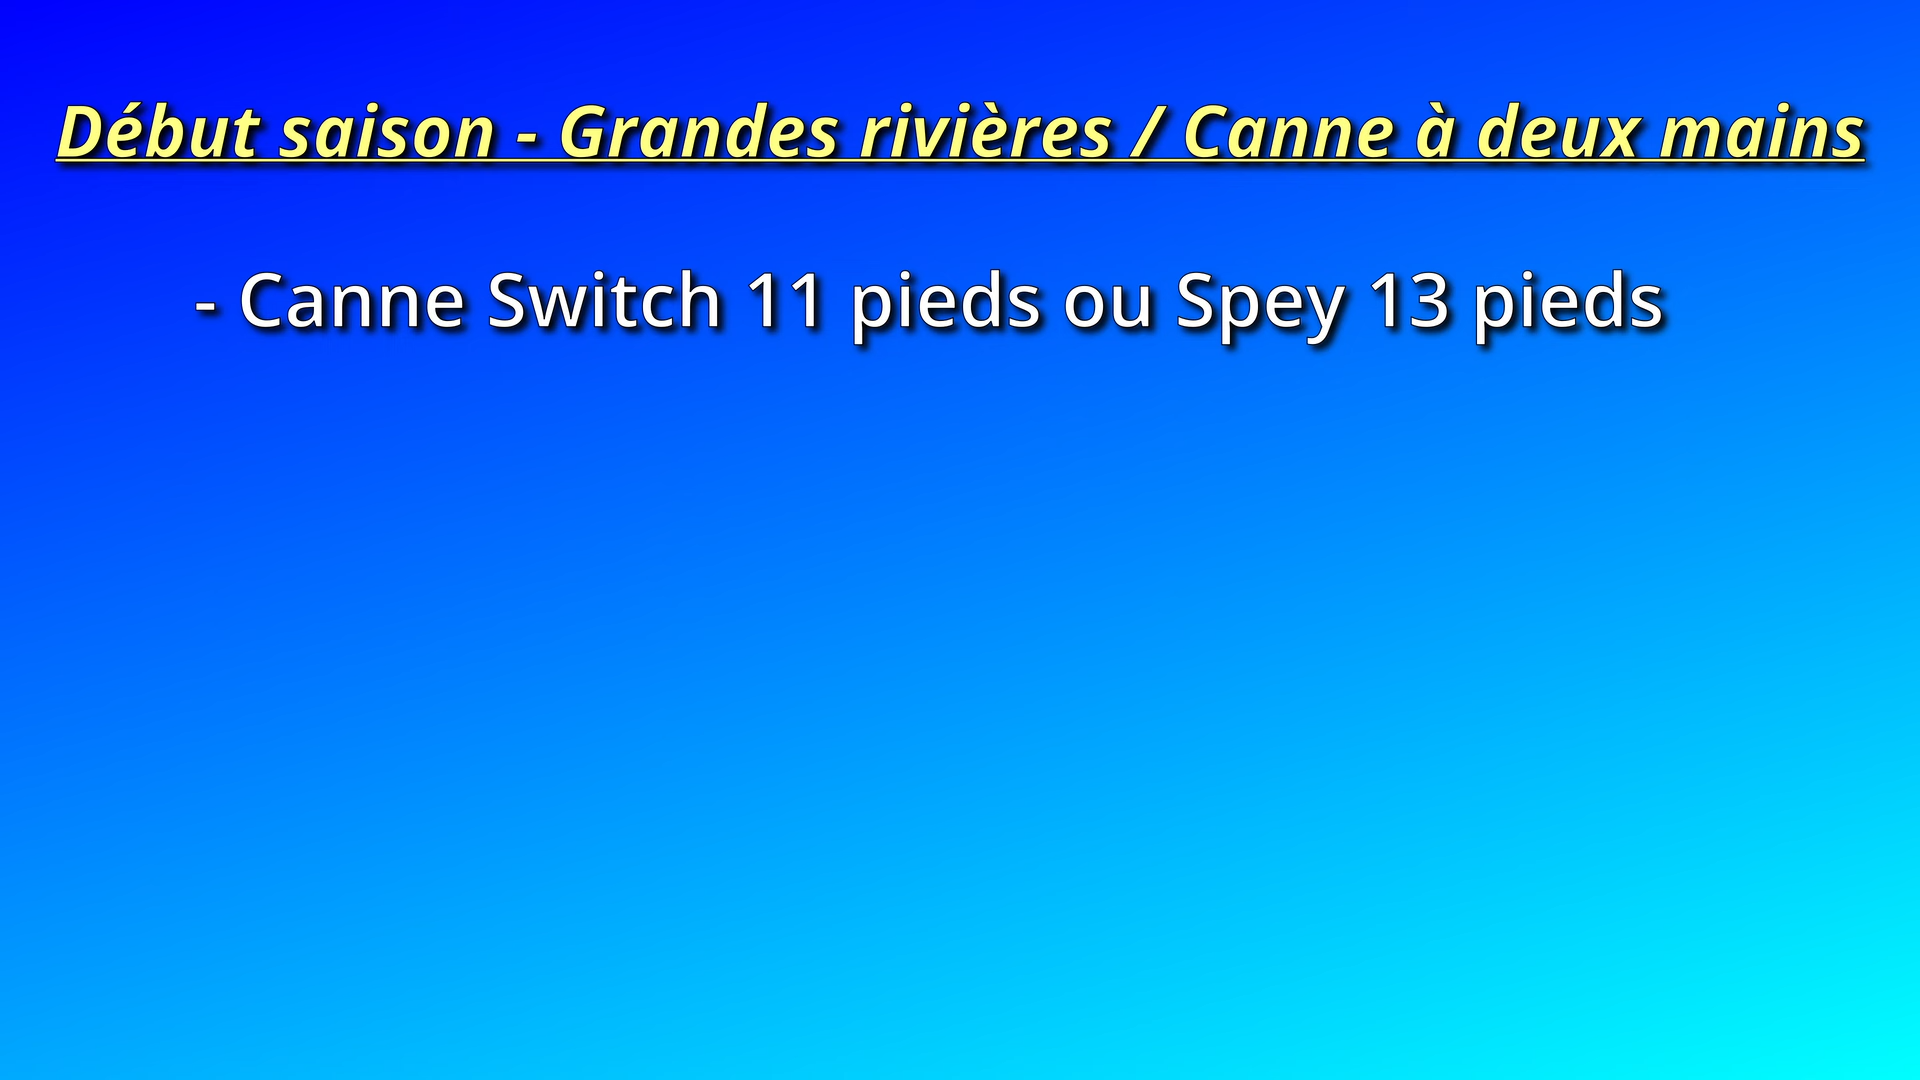 Début saison - Grandes rivières / Canne à deux mains
- Canne Switch 11 pieds ou Spey 13 pieds